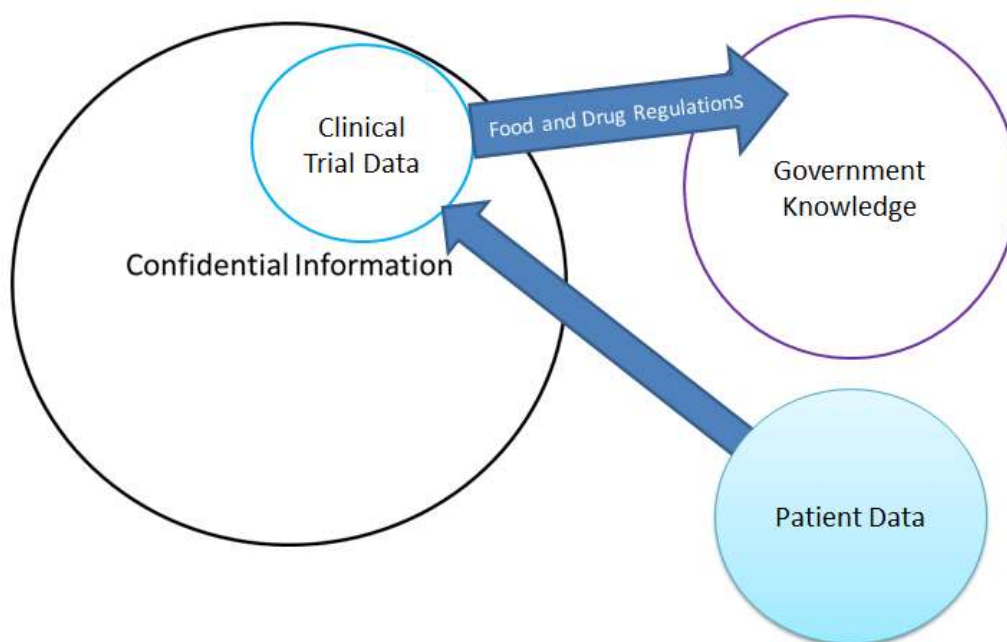 Clinical
Trial Data
Food and Drug Regulations
Government
Knowledge
Confidential Information
Patient Data